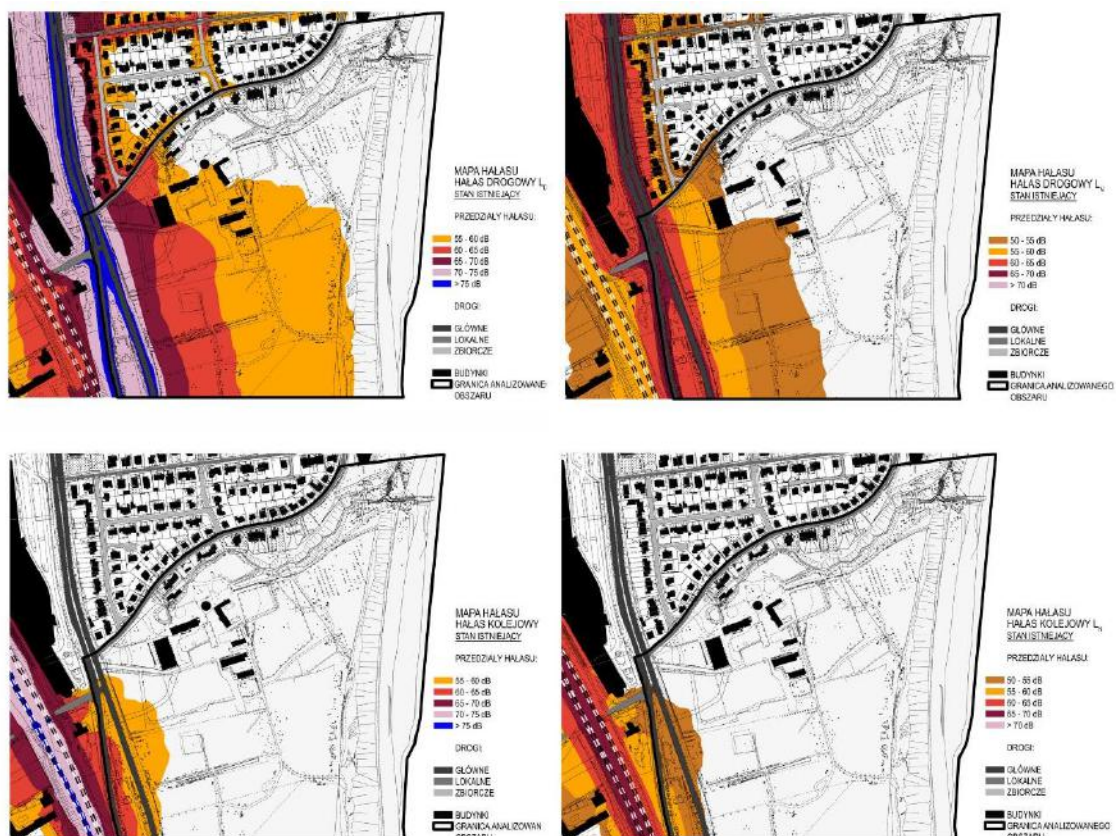 MAPA HAŁASU
HAŁAS DROGOWY L
STAN ISTNIEJĄCY
PRZEDZIAŁY HAŁASU:
55 - 60 dB
60 - 65 dB
65 - 70 dB
70 - 75 dB
> 75 dB
DROGI:
GŁÓWNE
LOKALNE
ZBIORCZE
BUDYNKI
GRANICA ANALIZOWANE
OBSZARU
MAPA HAŁASU
HAŁAS DROGOWY L
STAN ISTNIEJĄCY
PRZEDZIAŁY HAŁASU:
50 - 55 dB
55 - 60 dB
60 - 65 dB
65 - 70 dB
> 70 dB
DROGI:
GŁÓWNE
LOKALNE
ZBIORCZE
BUDYNKI
GRANICA ANALIZOWANEGO
OBSZARU
MAPA HAŁASU
HAŁAS KOLEJOWY
STAN ISTNIEJĄCY
PRZEDZIAŁY HAŁASU:
55 - 60 dB
60 - 65 dB
65 - 70 dB
70 - 75 dB
> 75 dB
DROGI:
GŁÓWNE
LOKALNE
ZBIORCZE
BUDYNKI
GRANICA ANALIZOWAN
MAPA HAŁASU
HAŁAS KOLEJOWY L
STAN ISTNIEJĄCY
PRZEDZIAŁY HAŁASU:
50 - 55 dB
55 - 60 dB
60 - 65 dB
65 - 70 dB
> 70 dB
DROGI:
GŁÓWNE
LOKALNE
ZBIORCZE
BUDYNKI
GRANICA ANALIZOWANEGO